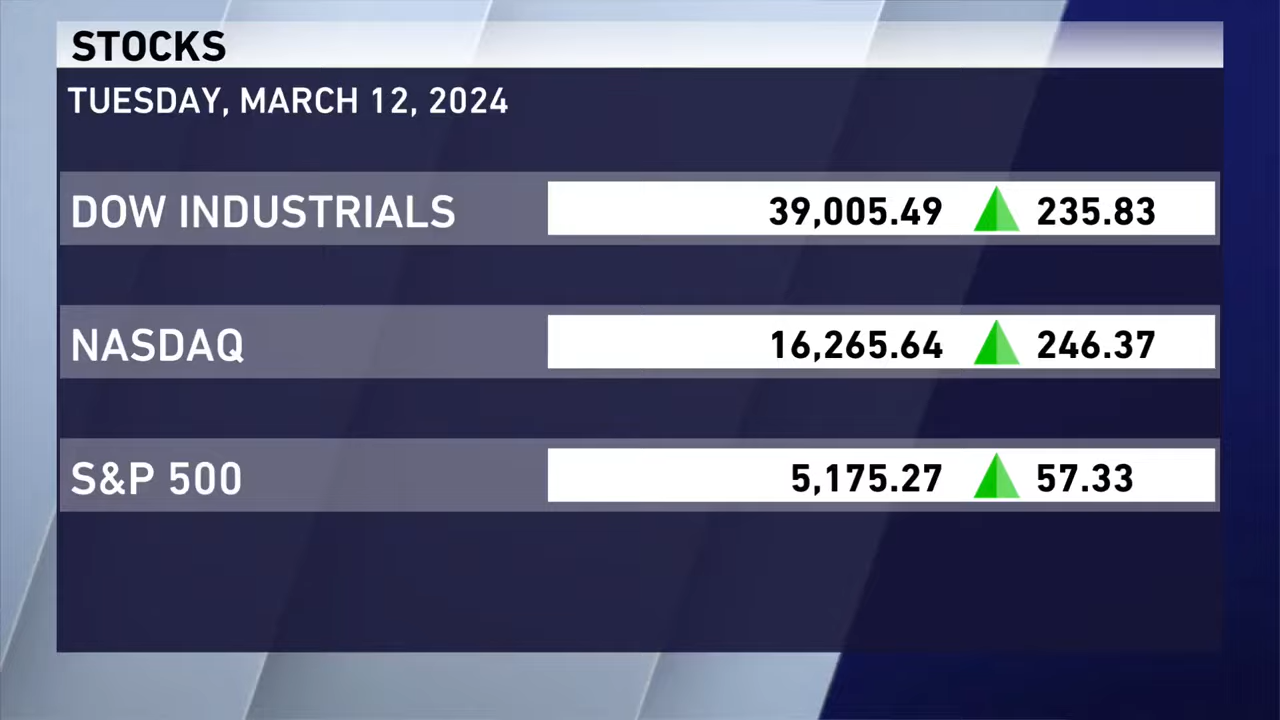 STOCKS
TUESDAY, MARCH 12, 2024
DOW INDUSTRIALS 39,005.49 235.83
NASDAQ 16,265.64 246.37
S&P 500 5,175.27 57.33